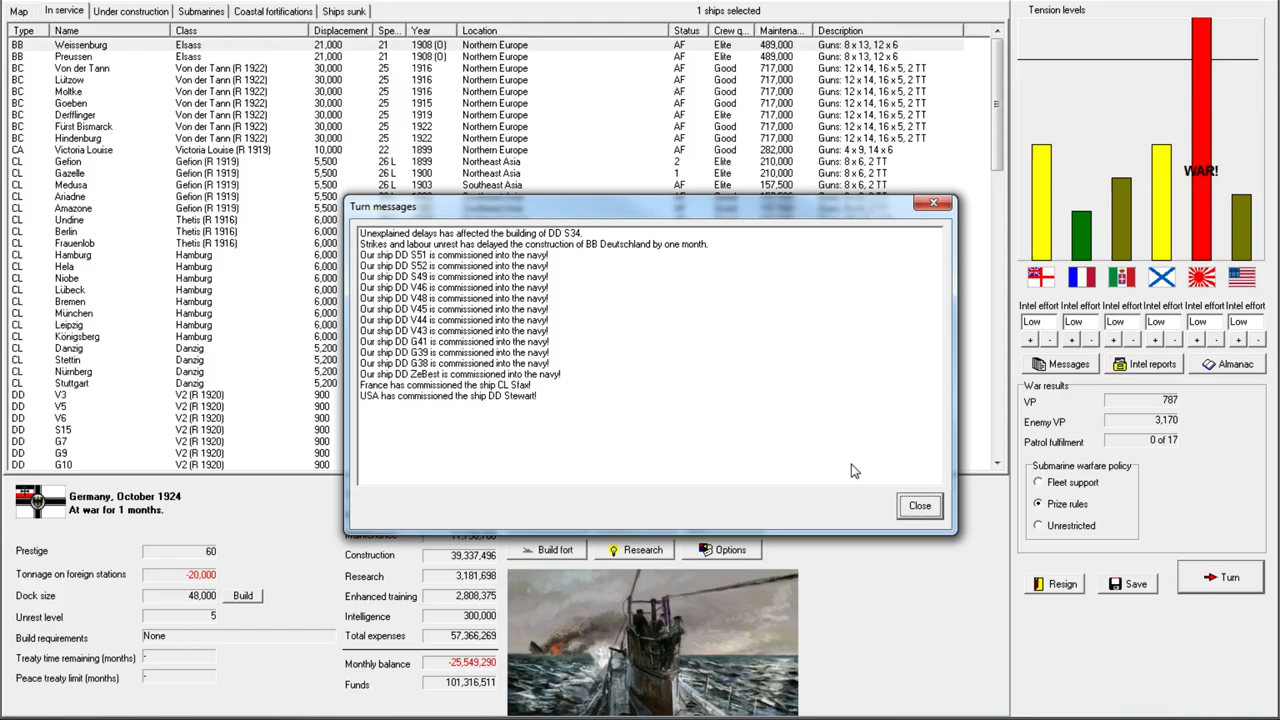 Map
In service
Under construction
Submarines
Coastal fortifications
Ships sunk
1 ships selected
Type Name Class Displacement Spe... Year Location Status Crew q... Maintena... Description
BB Weissenburg Elsass 21,000 21 1908 (O) Northern Europe AF Elite 489,000 Guns: 8 x 13, 12 x 6
BB Preussen Elsass 21,000 21 1908 (O) Northern Europe AF Elite 489,000 Guns: 8 x 13, 12 x 6
BC Von der Tann Von der Tann (R 1922) 30,000 25 1916 Northern Europe AF Good 717,000 Guns: 12 x 14, 16 x 5, 2 TT
BC Lützow Von der Tann (R 1922) 30,000 25 1916 Northern Europe AF Good 717,000 Guns: 12 x 14, 16 x 5, 2 TT
BC Moltke Von der Tann (R 1922) 30,000 25 1916 Northern Europe AF Good 717,000 Guns: 12 x 14, 16 x 5, 2 TT
BC Goeben Von der Tann (R 1922) 30,000 25 1915 Northern Europe AF Good 717,000 Guns: 12 x 14, 16 x 5, 2 TT
BC Derfflinger Von der Tann (R 1922) 30,000 25 1919 Northern Europe AF Good 717,000 Guns: 12 x 14, 16 x 5, 2 TT
BC Fürst Bismarck Von der Tann (R 1922) 30,000 25 1922 Northern Europe AF Good 717,000 Guns: 12 x 14, 16 x 5, 2 TT
BC Hindenburg Von der Tann (R 1922) 30,000 25 1922 Northern Europe AF Good 717,000 Guns: 12 x 14, 16 x 5, 2 TT
CA Victoria Louise Victoria Louise (R 1919) 10,000 22 1899 Northern Europe AF Good 282,000 Guns: 4 x 9, 14 x 6
CL Gefion Gefion (R 1919) 5,500 26 L 1899 Northeast Asia 2 Elite 210,000 Guns: 8 x 6, 2 TT
CL Gazelle Gefion (R 1919) 5,500 26 L 1900 Northeast Asia 1 Elite 210,000 Guns: 8 x 6, 2 TT
CL Medusa Gefion (R 1919) 5,500 26 L 1903 Southeast Asia Elite 157,500 Guns: 8 x 6, 2 TT
CL Ariadne Gefion (R 1919) 5,500
CL Amazone Gefion (R 1919) 5,500
CL Undine Thetis (R 1916) 6,000
CL Berlin Thetis (R 1916) 6,000
CL Frauenlob Thetis (R 1916) 6,000
CL Hamburg Hamburg 6,000
CL Hela Hamburg 6,000
CL Niobe Hamburg 6,000
CL Lübeck Hamburg 6,000
CL Bremen Hamburg 6,000
CL München Hamburg 6,000
CL Leipzig Hamburg 6,000
CL Königsberg Hamburg 6,000
CL Danzig Danzig 5,200
CL Stettin Danzig 5,200
CL Nürnberg Danzig 5,200
CL Stuttgart Danzig 5,200
DD V3 V2 (R 1920) 900
DD V5 V2 (R 1920) 900
DD V6 V2 (R 1920) 900
DD S15 V2 (R 1920) 900
DD G7 V2 (R 1920) 900
DD G9 V2 (R 1920) 900
DD G10 V2 (R 1920) 900
Turn messages
Unexplained delays has affected the building of DD S34.
Strikes and labour unrest has delayed the construction of BB Deutschland by one month.
Our ship DD S51 is commissioned into the navy!
Our ship DD S52 is commissioned into the navy!
Our ship DD S49 is commissioned into the navy!
Our ship DD V46 is commissioned into the navy!
Our ship DD V48 is commissioned into the navy!
Our ship DD V45 is commissioned into the navy!
Our ship DD V44 is commissioned into the navy!
Our ship DD V43 is commissioned into the navy!
Our ship DD G41 is commissioned into the navy!
Our ship DD G39 is commissioned into the navy!
Our ship DD G38 is commissioned into the navy!
Our ship DD ZeBest is commissioned into the navy!
France has commissioned the ship CL Sfax!
USA has commissioned the ship DD Stewart!
Close
Tension levels
WAR!
Intel effort Intel effort Intel effort Intel effort Intel effort Intel effort
Low Low Low Low Low Low
+ - + - + - + - + - + -
Messages
Intel reports
Almanac
War results
VP 787
Enemy VP 3,170
Patrol fulfilment 0 of 17
Submarine warfare policy
Fleet support
Prize rules
Unrestricted
Resign
Save
Turn
Germany, October 1924
At war for 1 months.
Prestige 60
Tonnage on foreign stations -20,000
Dock size 48,000 Build
Unrest level 5
Build requirements None
Treaty time remaining (months) -
Peace treaty limit (months) -
Construction 39,337,496
Research 3,181,698
Enhanced training 2,808,375
Intelligence 300,000
Total expenses 57,366,269
Monthly balance -25,549,290
Funds 101,316,511
Build fort
Research
Options